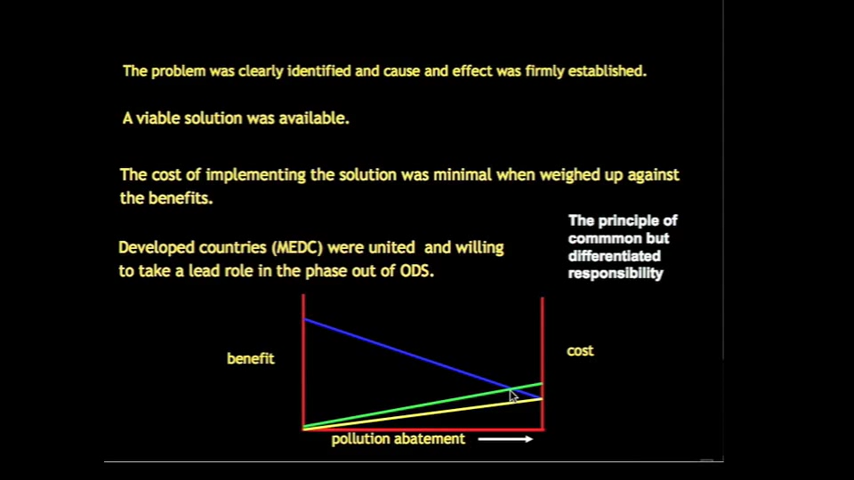 The problem was clearly identified and cause and effect was firmly established.
A viable solution was available.
The cost of implementing the solution was minimal when weighed up against
the benefits.
The principle of
commmon but
differentiated
responsibility
Developed countries (MEDC) were united and willing
to take a lead role in the phase out of ODS.
benefit
cost
pollution abatement